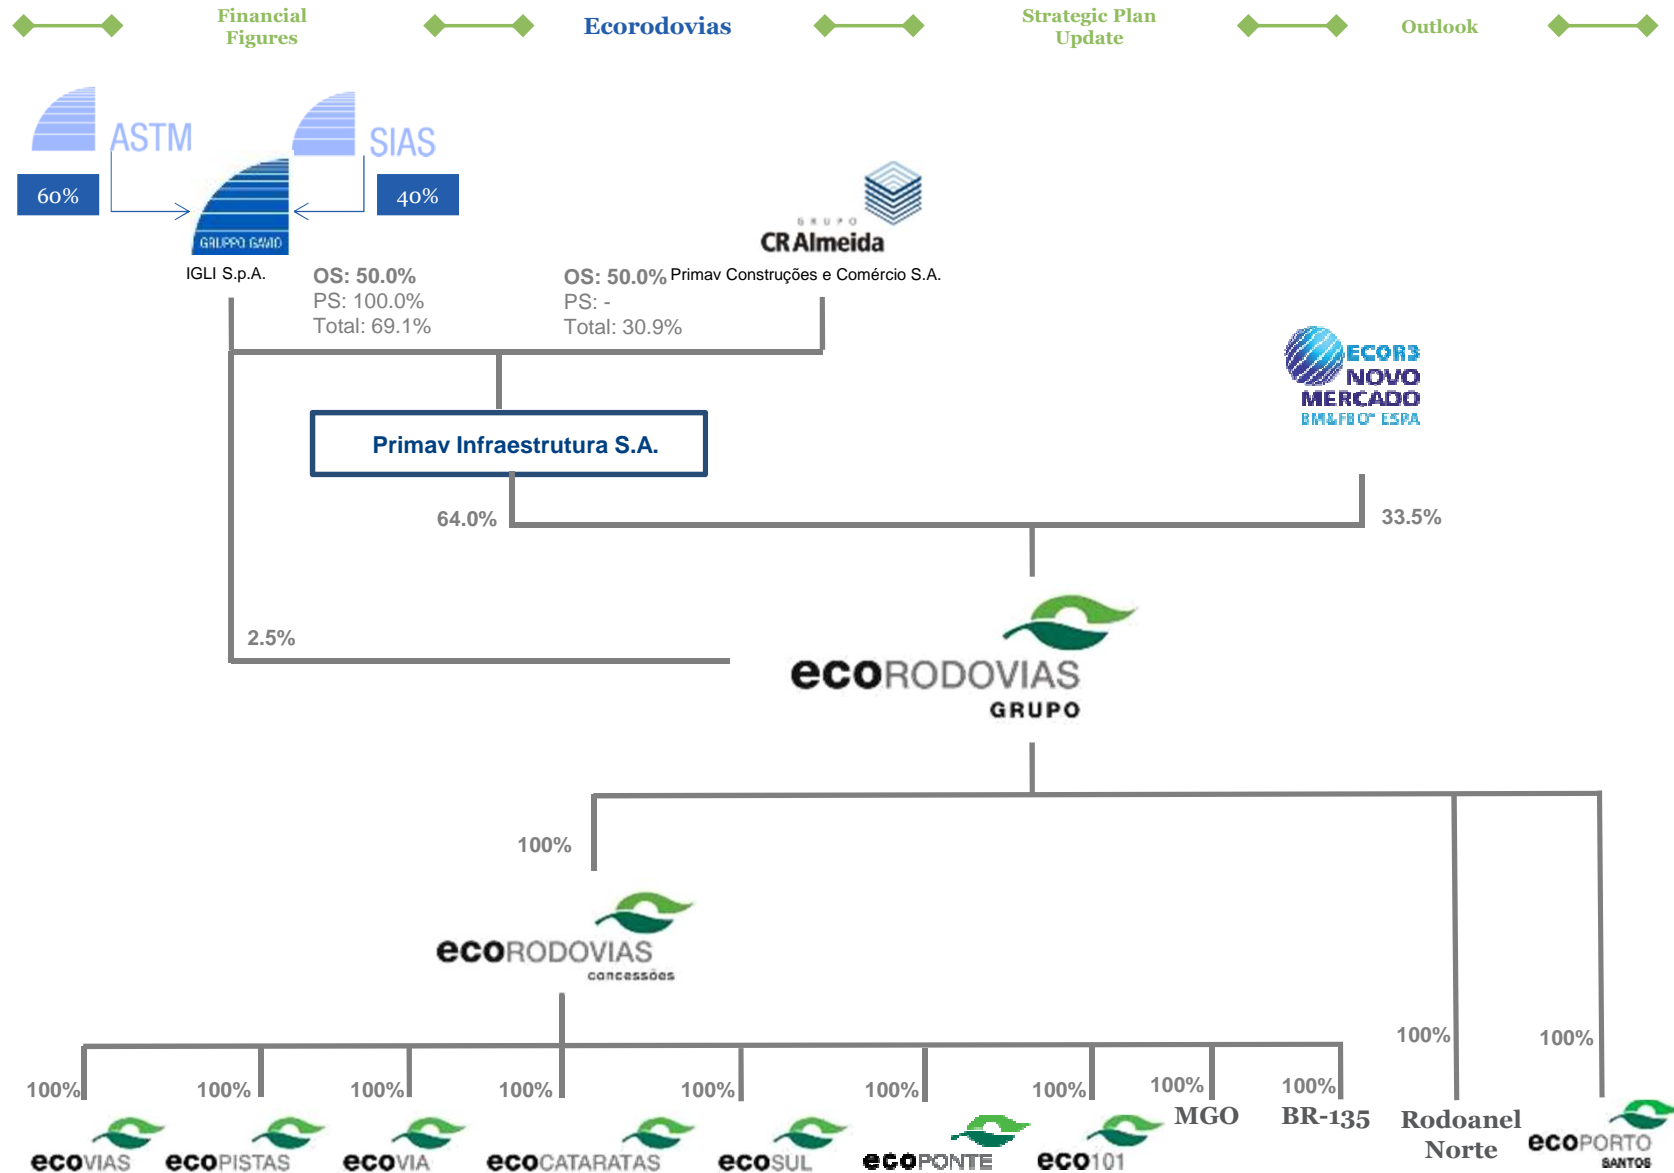 Financial
Figures
Ecorodovias
Strategic Plan
Update
Outlook
ASTM
SIAS
60%
40%
GRUPPO GAVIO
GRUPO
CR Almeida
IGLI S.p.A.
OS: 50.0%
PS: 100.0%
Total: 69.1%
OS: 50.0%
PS: -
Total: 30.9%
Primav Construções e Comércio S.A.
ECOR3
NOVO
MERCADO
Primav Infraestrutura S.A.
64.0%
33.5%
2.5%
ecoRODOVIAS
GRUPO
100%
ecoRODOVIAS
concessões
100%
100%
100% 100% 100% 100% 100% 100% 100% 100% 100%
MGO
BR-135
Rodoanel
Norte
ecoVIAS
ecoPISTAS
ecoVIA
ecoCATARATAS
ecoSUL
ecoPONTE
eco101
ecoPORTO
SANTOS